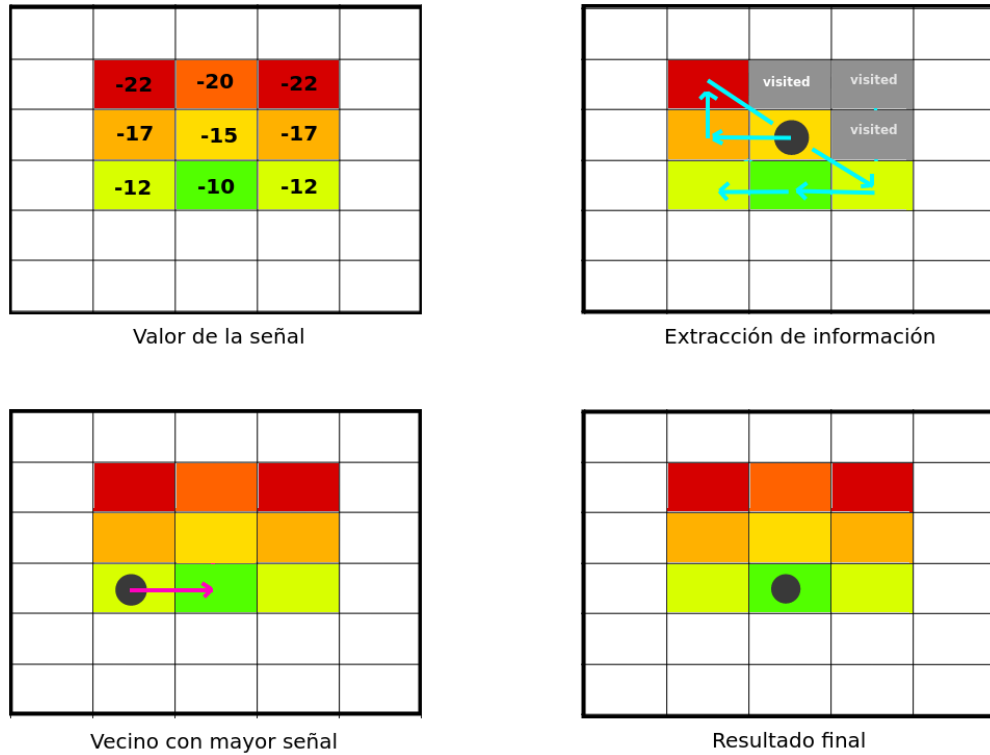 -22 -20 -22
-17 -15 -17
-12 -10 -12
Valor de la señal
visited visited
visited
Extracción de información
Vecino con mayor señal
Resultado final